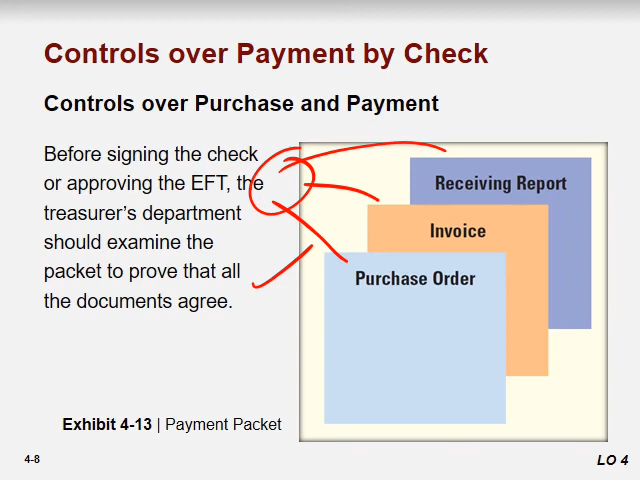 Controls over Payment by Check
Controls over Purchase and Payment
Before signing the check
or approving the EFT, the
treasurer's department
should examine the
packet to prove that all
the documents agree.
Receiving Report
Invoice
Purchase Order
Exhibit 4-13 | Payment Packet
4-8
LO 4